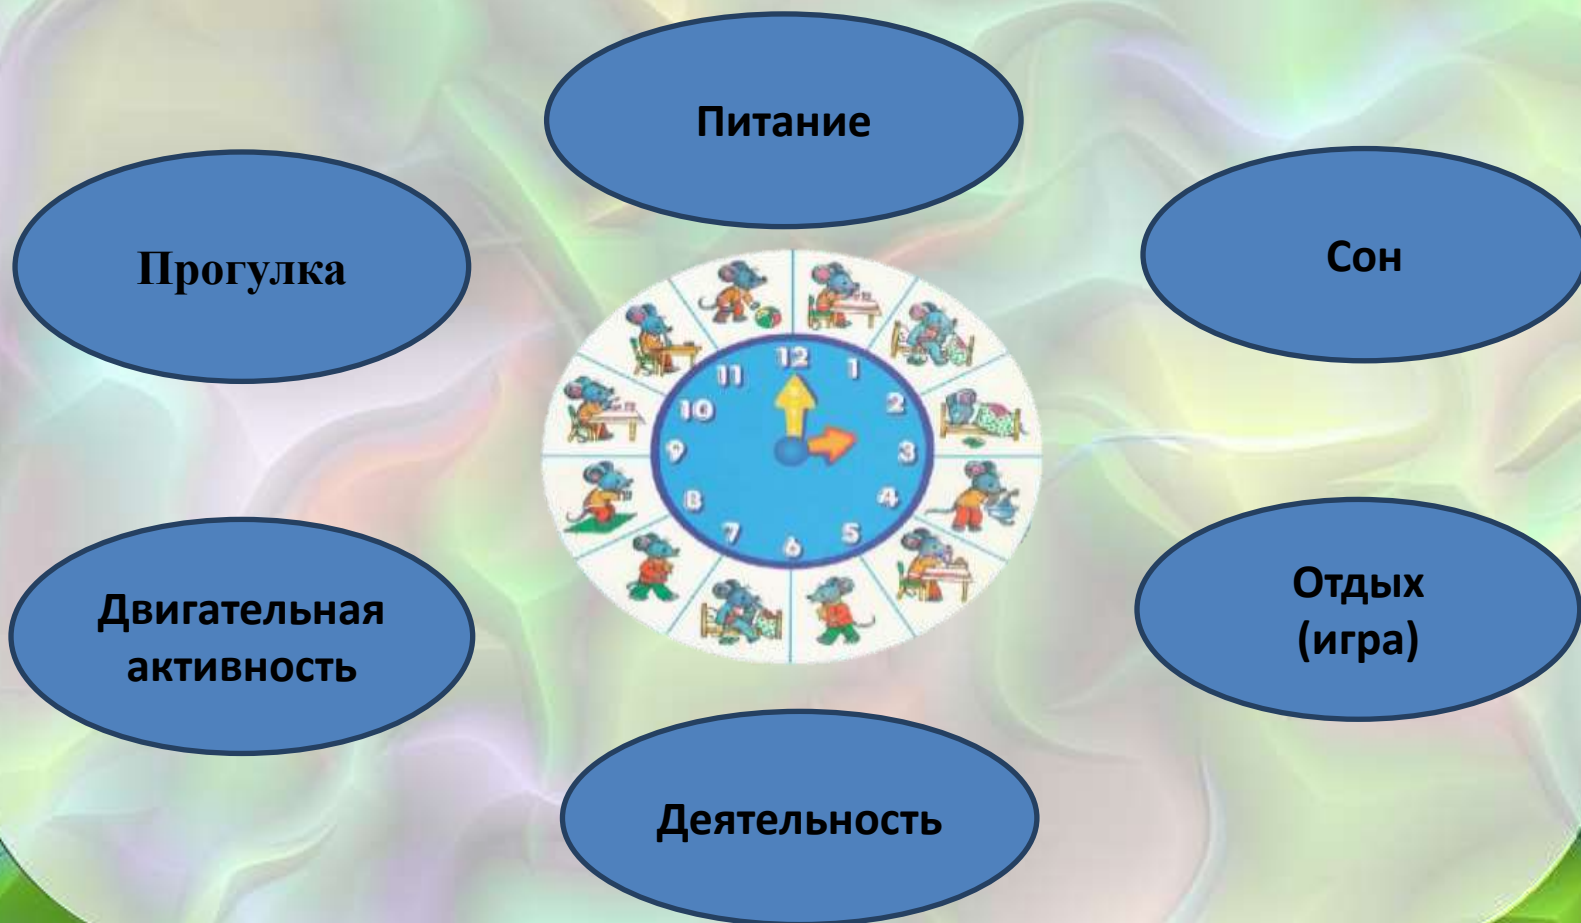 Питание
Прогулка
Сон
12
11
1
10
2
9
3
8
4
7
5
6
Двигательная
активность
Отдых
(игра)
Деятельность